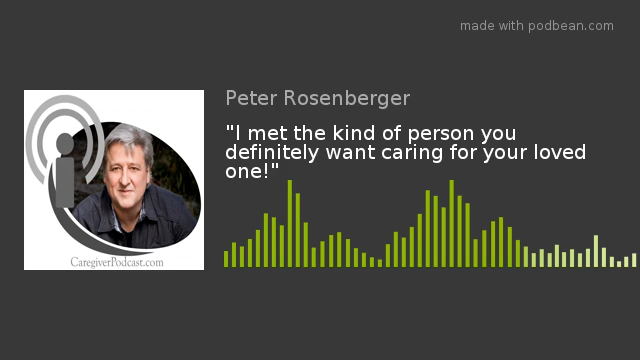 made with podbean.com
Peter Rosenberger
"I met the kind of person you
definitely want caring for your loved
one!"
CaregiverPodcast.com